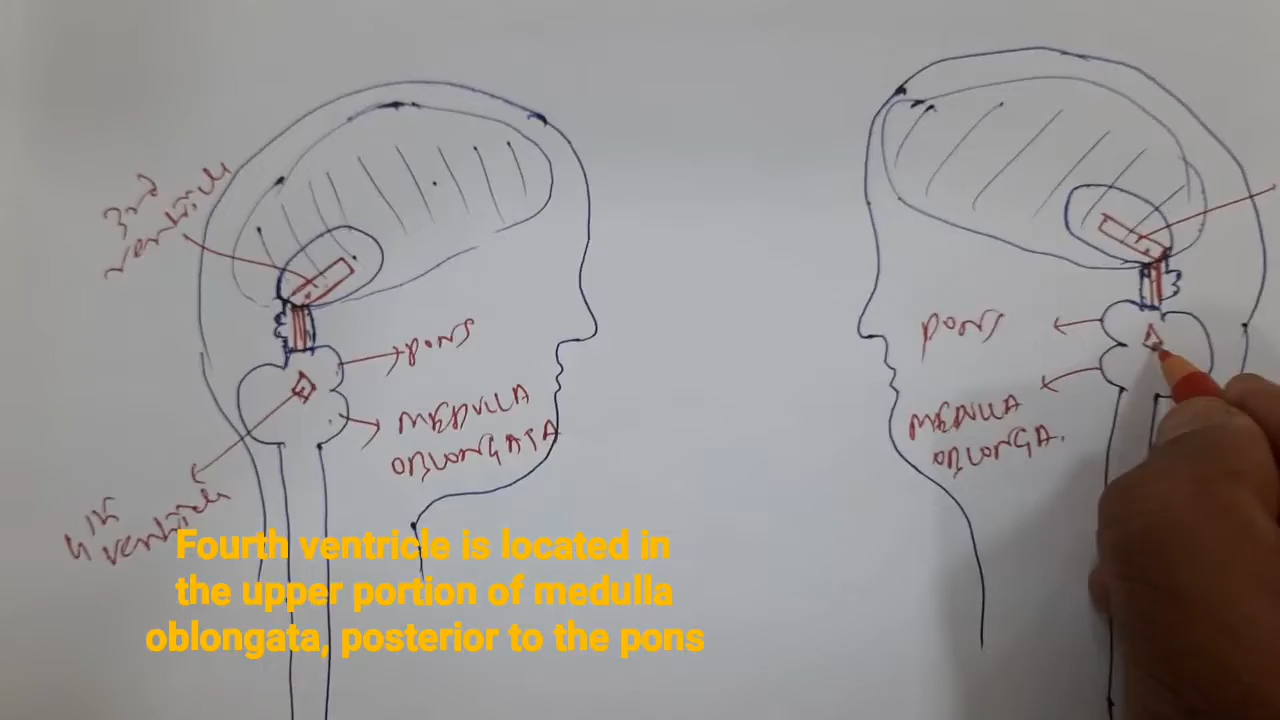 3rd
ventricle
pons
MEDULLA
OBLONGATA
4th
ventricle
pons
MEDULLA
OBLONGA.
Fourth ventricle is located in
the upper portion of medulla
oblongata, posterior to the pons